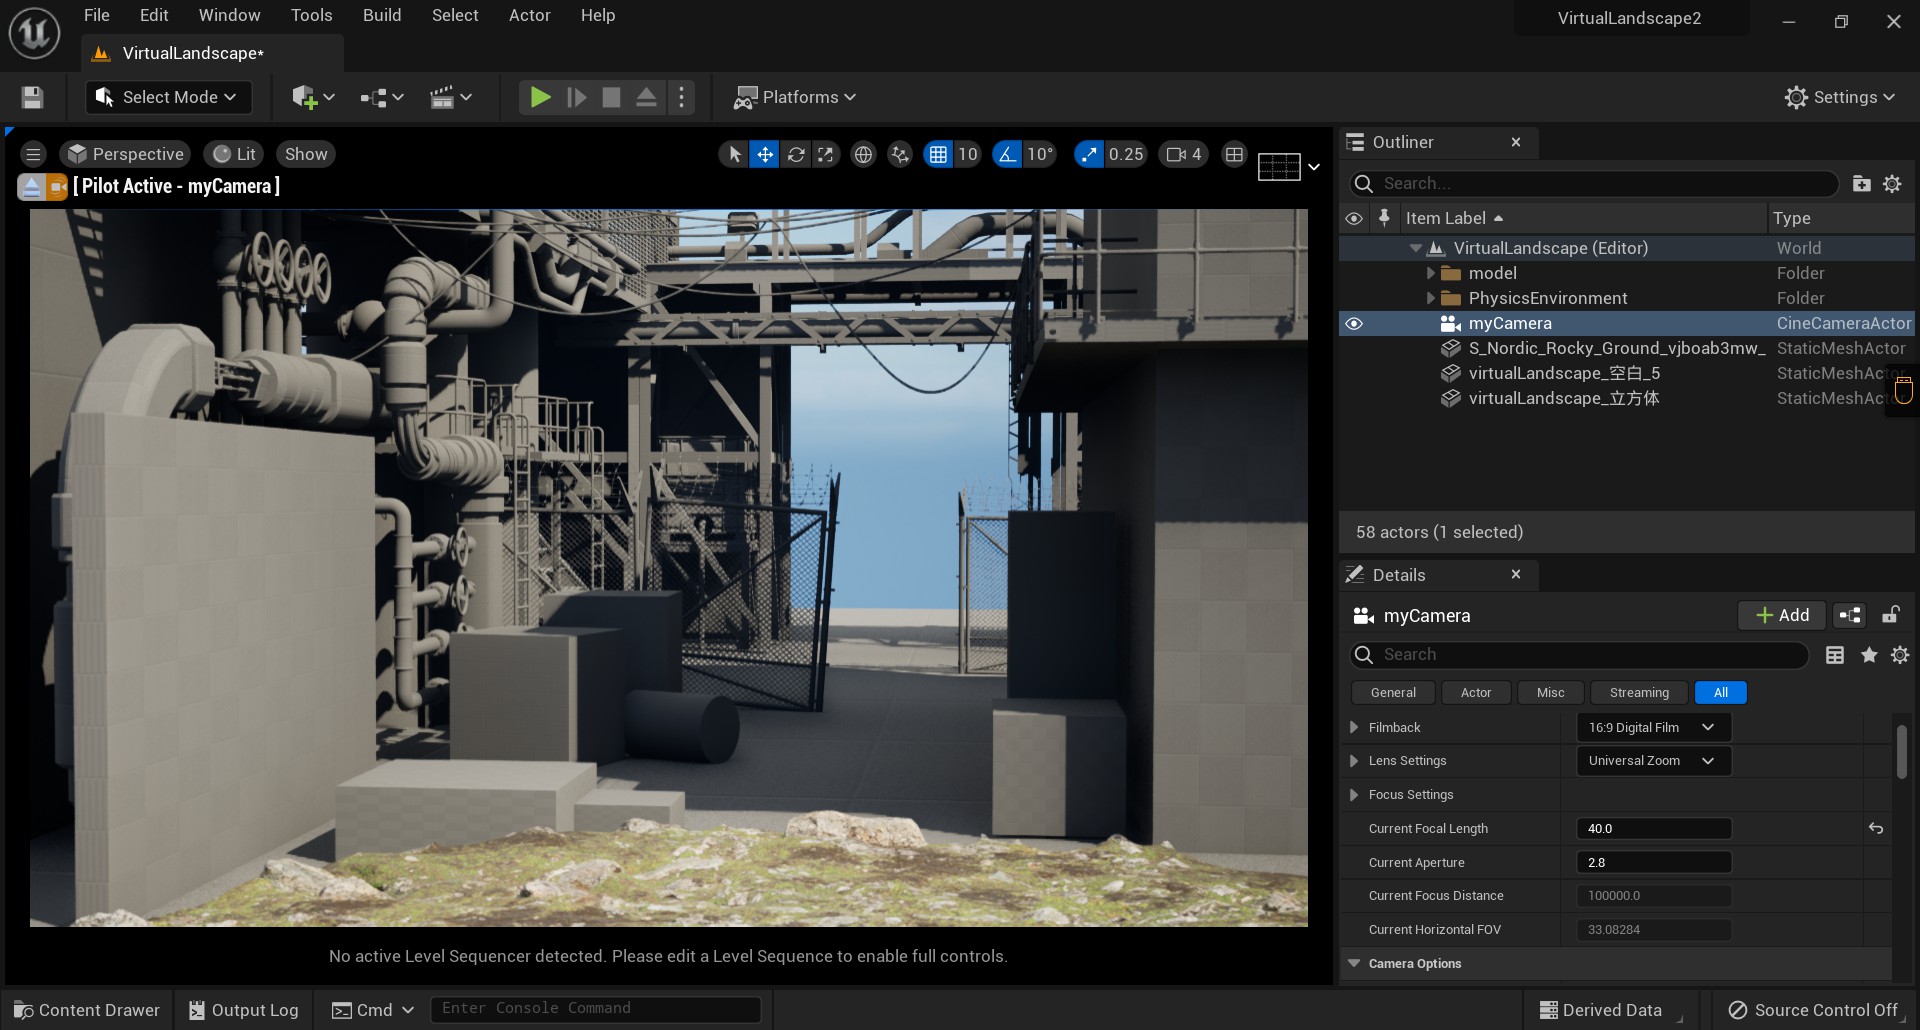 File Edit Window Tools Build Select Actor Help
VirtualLandscape2
VirtualLandscape*
Select Mode
Platforms
Settings
Perspective Lit Show
10 10° 0.25 4
[ Pilot Active - myCamera ]
No active Level Sequencer detected. Please edit a Level Sequence to enable full controls.
Outliner
Search...
Item Label Type
VirtualLandscape (Editor) World
model Folder
PhysicsEnvironment Folder
myCamera CineCameraActor
S_Nordic_Rocky_Ground_vjboab3mw_ StaticMeshActor
virtualLandscape_空白_5 StaticMeshActor
virtualLandscape_立方体 StaticMeshActor
58 actors (1 selected)
Details
myCamera
Add
Search
General Actor Misc Streaming All
Filmback 16:9 Digital Film
Lens Settings Universal Zoom
Focus Settings
Current Focal Length 40.0
Current Aperture 2.8
Current Focus Distance 100000.0
Current Horizontal FOV 33.08284
Camera Options
Content Drawer Output Log Cmd Enter Console Command Derived Data Source Control Off